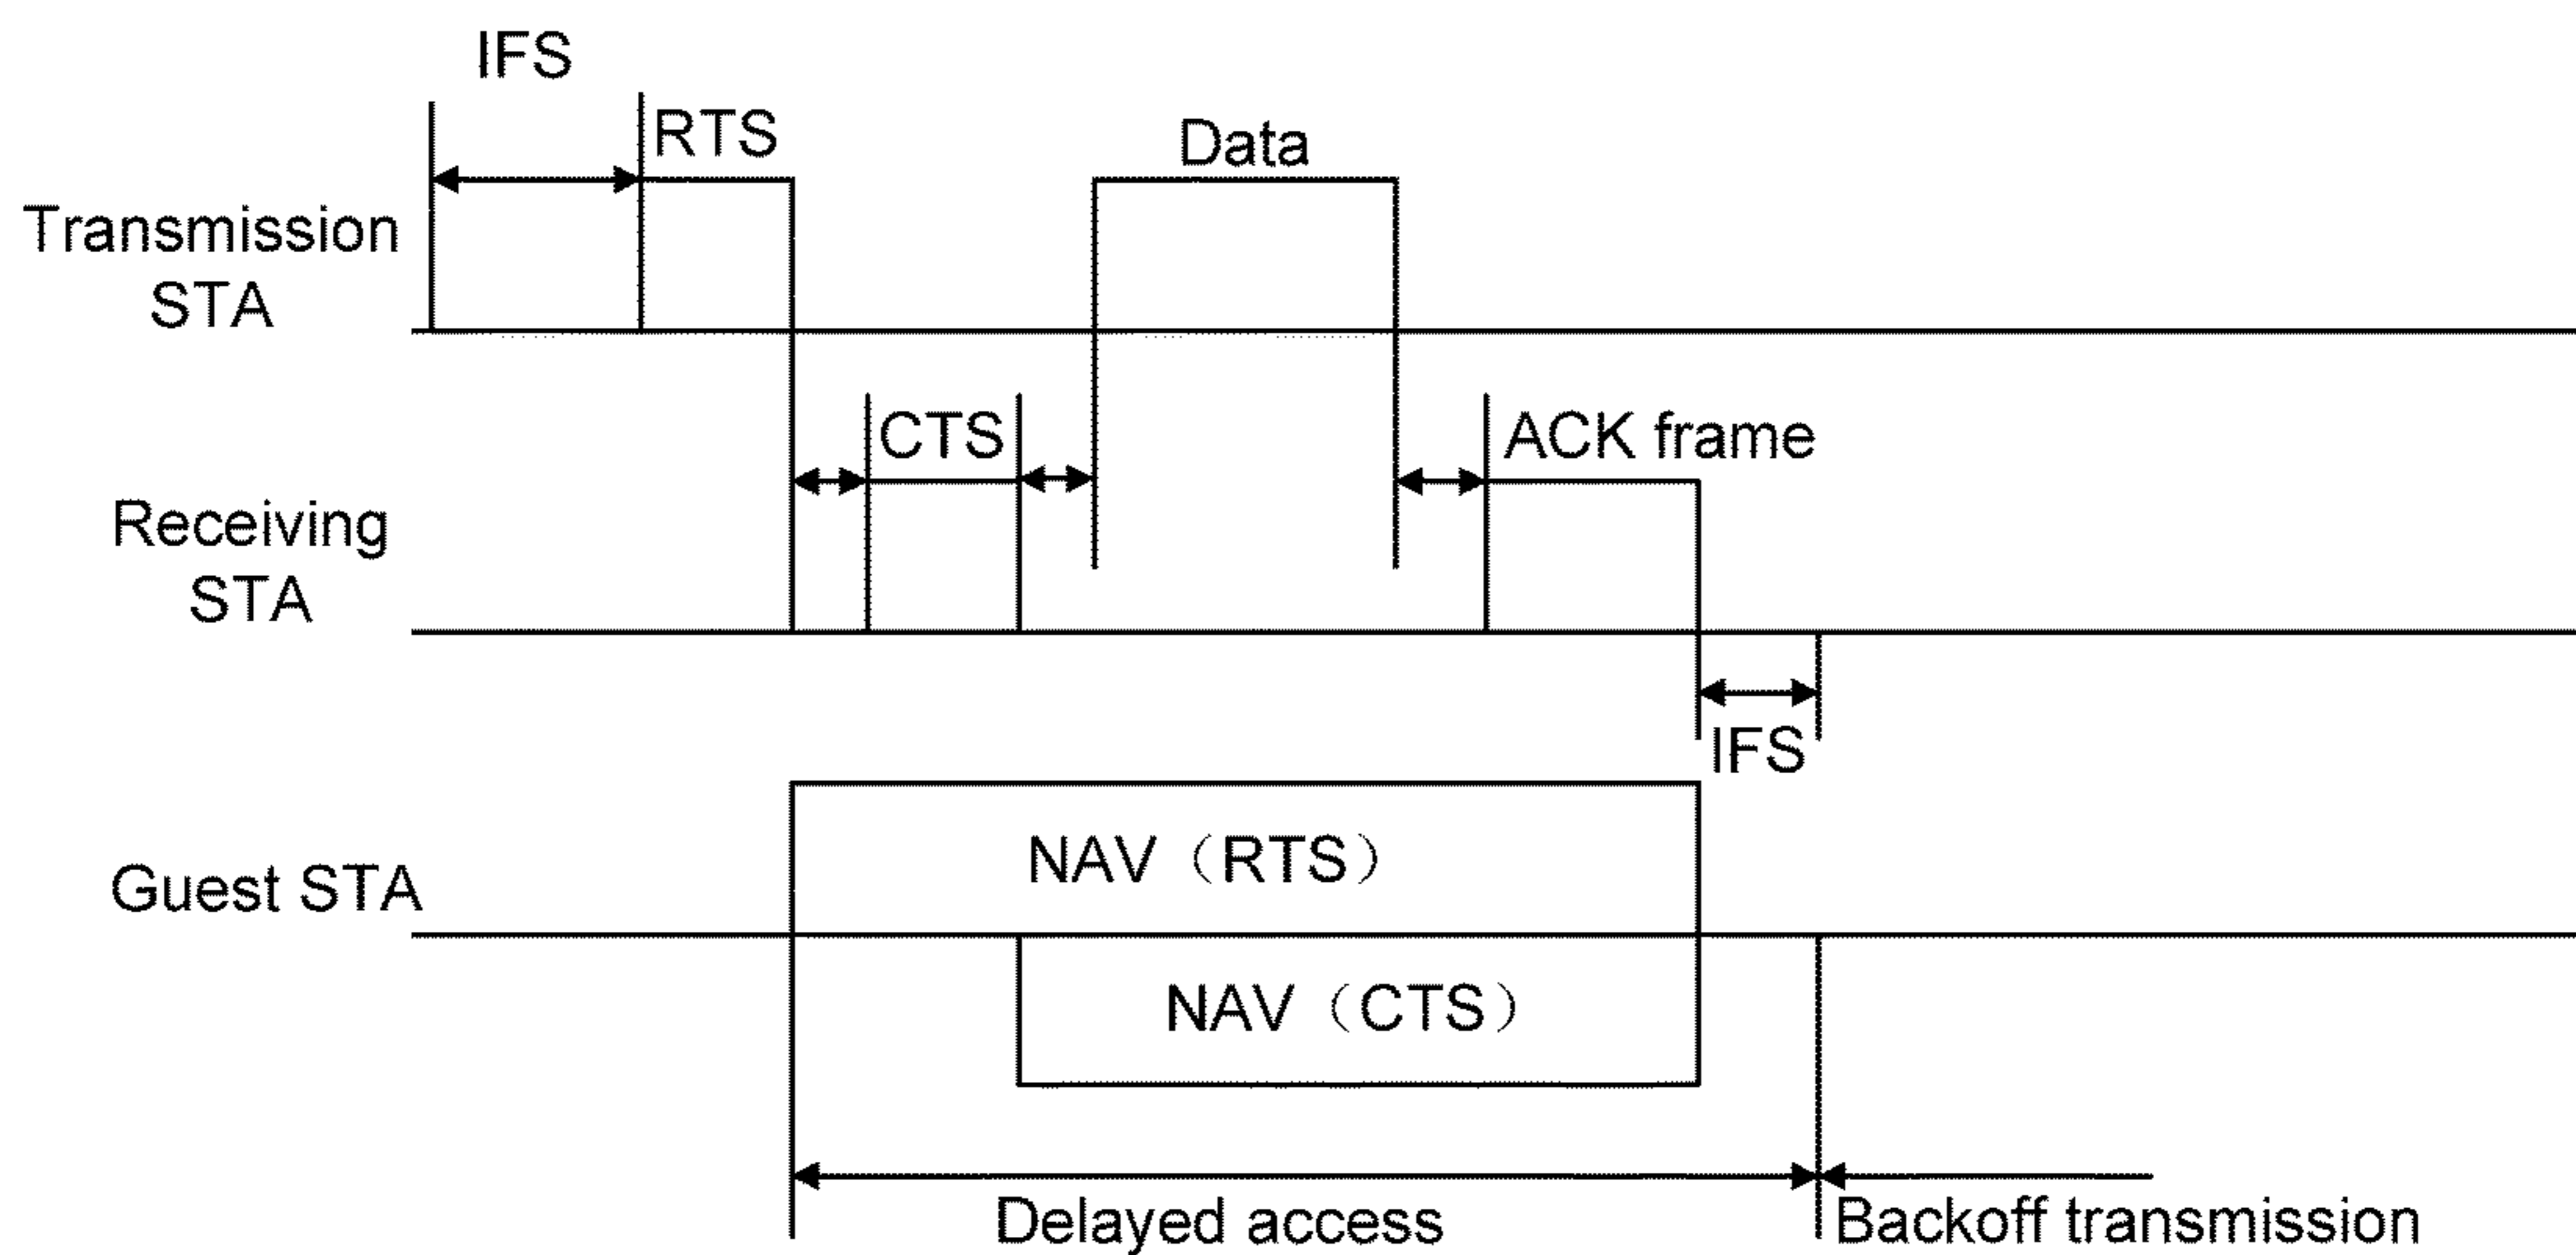 IFS
RTS
Data
Transmission
STA
CTS
ACK frame
Receiving
STA
IFS
NAV（RTS）
Guest STA
NAV（CTS）
Delayed access
Backoff transmission